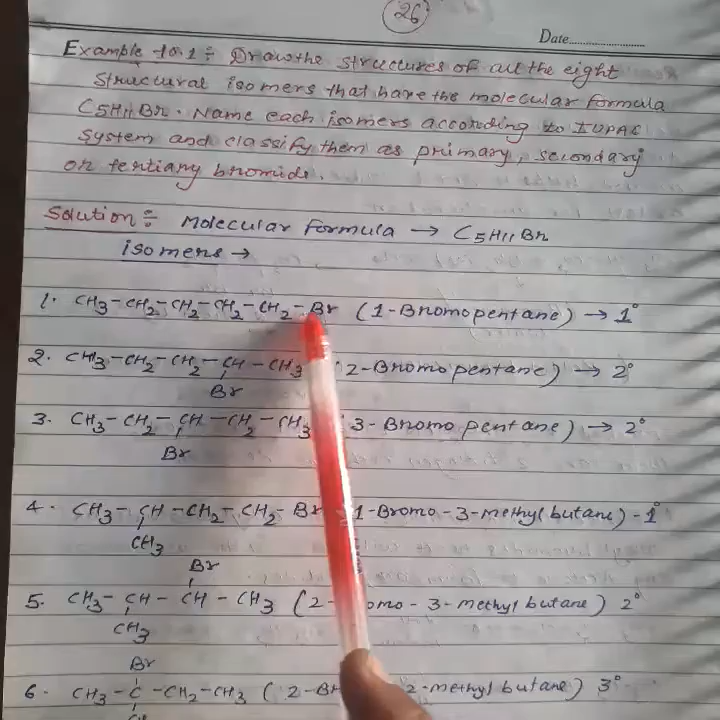 26
Date
Example 10.1 ÷ Draw the structures of all the eight
structural isomers that have the molecular formula
C5H11Br. Name each isomers according to IUPAC
system and classify them as primary, secondary
or tertiary bromide.
Solution ÷ Molecular formula → C5H11Br
isomers →
1. CH3-CH2-CH2-CH2-CH2-Br (1-Bromopentane) → 1°
2. CH3-CH2-CH2-CH-CH3 2-Bromo pentane) → 2°
Br
3. CH3-CH2-CH-CH2-CH3 3-Bromo pentane) → 2°
Br
4. CH3-CH-CH2-CH2-Br 1-Bromo-3-methyl butane) - 1°
CH3
Br
5. CH3-CH-CH-CH3 (2- omo-3-methyl butane) 2°
CH3
Br
6. CH3-C-CH2-CH3 (2-Br 2-methyl butane) 3°